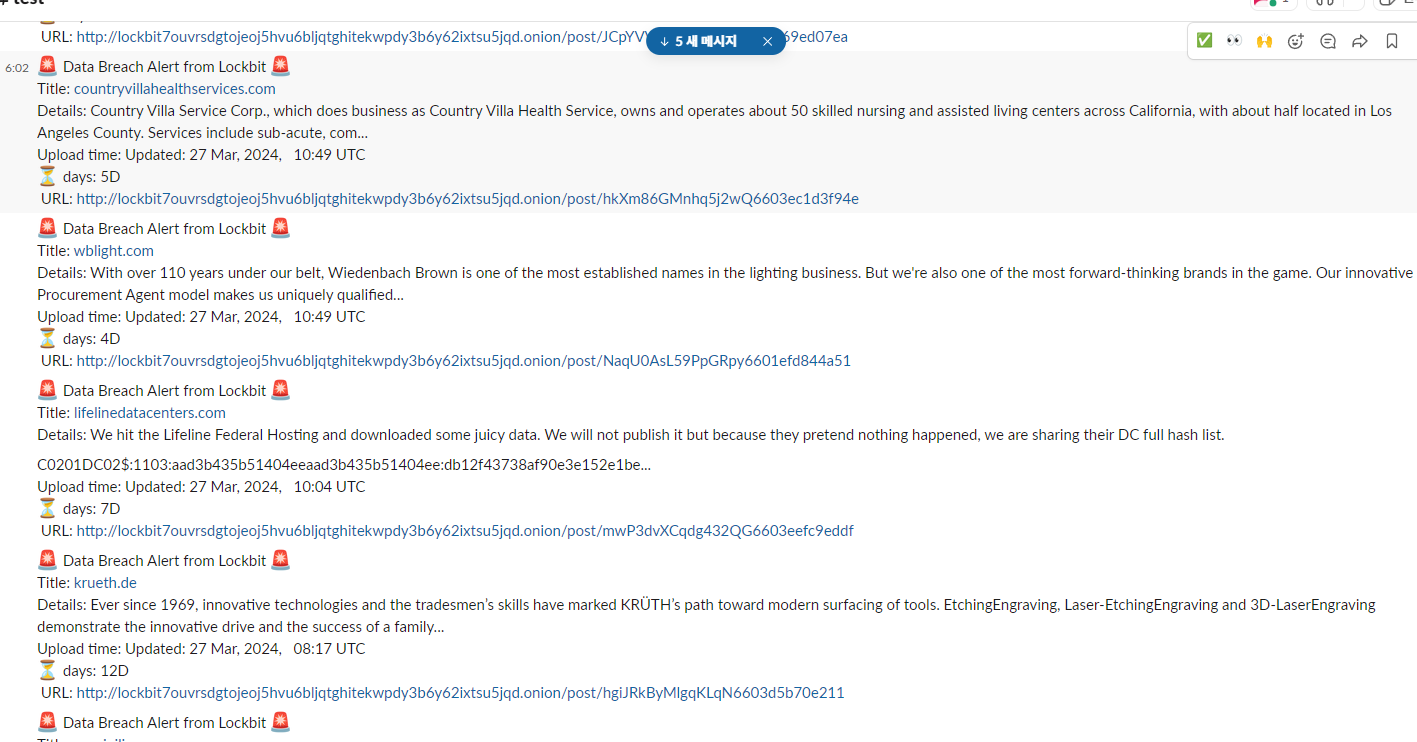 # test
URL: http://lockbit7ouvrsdgtojeoj5hvu6bljqtghitekwpdy3b6y62ixtsu5jqd.onion/post/JCpYV 69ed07ea
↓ 5 새 메시지 ×
6:02 🚨 Data Breach Alert from Lockbit 🚨
Title: countryvillahealthservices.com
Details: Country Villa Service Corp., which does business as Country Villa Health Service, owns and operates about 50 skilled nursing and assisted living centers across California, with about half located in Los
Angeles County. Services include sub-acute, com...
Upload time: Updated: 27 Mar, 2024, 10:49 UTC
⏳ days: 5D
URL: http://lockbit7ouvrsdgtojeoj5hvu6bljqtghitekwpdy3b6y62ixtsu5jqd.onion/post/hkXm86GMnhq5j2wQ6603ec1d3f94e
🚨 Data Breach Alert from Lockbit 🚨
Title: wblight.com
Details: With over 110 years under our belt, Wiedenbach Brown is one of the most established names in the lighting business. But we're also one of the most forward-thinking brands in the game. Our innovative
Procurement Agent model makes us uniquely qualified...
Upload time: Updated: 27 Mar, 2024, 10:49 UTC
⏳ days: 4D
URL: http://lockbit7ouvrsdgtojeoj5hvu6bljqtghitekwpdy3b6y62ixtsu5jqd.onion/post/NaqU0AsL59PpGRpy6601efd844a51
🚨 Data Breach Alert from Lockbit 🚨
Title: lifelinedatacenters.com
Details: We hit the Lifeline Federal Hosting and downloaded some juicy data. We will not publish it but because they pretend nothing happened, we are sharing their DC full hash list.
C0201DC02$:1103:aad3b435b51404eeaad3b435b51404ee:db12f43738af90e3e152e1be...
Upload time: Updated: 27 Mar, 2024, 10:04 UTC
⏳ days: 7D
URL: http://lockbit7ouvrsdgtojeoj5hvu6bljqtghitekwpdy3b6y62ixtsu5jqd.onion/post/mwP3dvXCqdg432QG6603eefc9eddf
🚨 Data Breach Alert from Lockbit 🚨
Title: krueth.de
Details: Ever since 1969, innovative technologies and the tradesmen's skills have marked KRÜTH's path toward modern surfacing of tools. EtchingEngraving, Laser-EtchingEngraving and 3D-LaserEngraving
demonstrate the innovative drive and the success of a family...
Upload time: Updated: 27 Mar, 2024, 08:17 UTC
⏳ days: 12D
URL: http://lockbit7ouvrsdgtojeoj5hvu6bljqtghitekwpdy3b6y62ixtsu5jqd.onion/post/hgiJRkByMlgqKLqN6603d5b70e211
🚨 Data Breach Alert from Lockbit 🚨